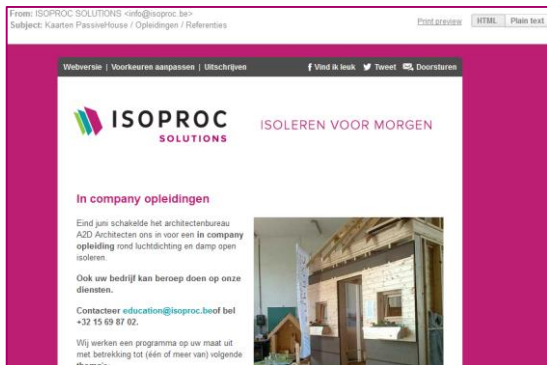 From: ISOPROC SOLUTIONS <info@isoproc.be>
Subject: Kaarten PassiveHouse / Opleidingen / Referenties
Print preview
HTML
Plain text
Webversie | Voorkeuren aanpassen | Uitschrijven
Vind ik leuk Tweet Doorsturen
ISOPROC
SOLUTIONS
ISOLEREN VOOR MORGEN
In company opleidingen
Eind juni schakelde het architectenbureau
A2D Architecten ons in voor een in company
opleiding rond luchtdichting en damp open
isoleren.
Ook uw bedrijf kan beroep doen op onze
diensten.
Contacteer education@isoproc.beof bel
+32 15 69 87 02.
Wij werken een programma op uw maat uit
met betrekking tot (één of meer van) volgende
thema's: